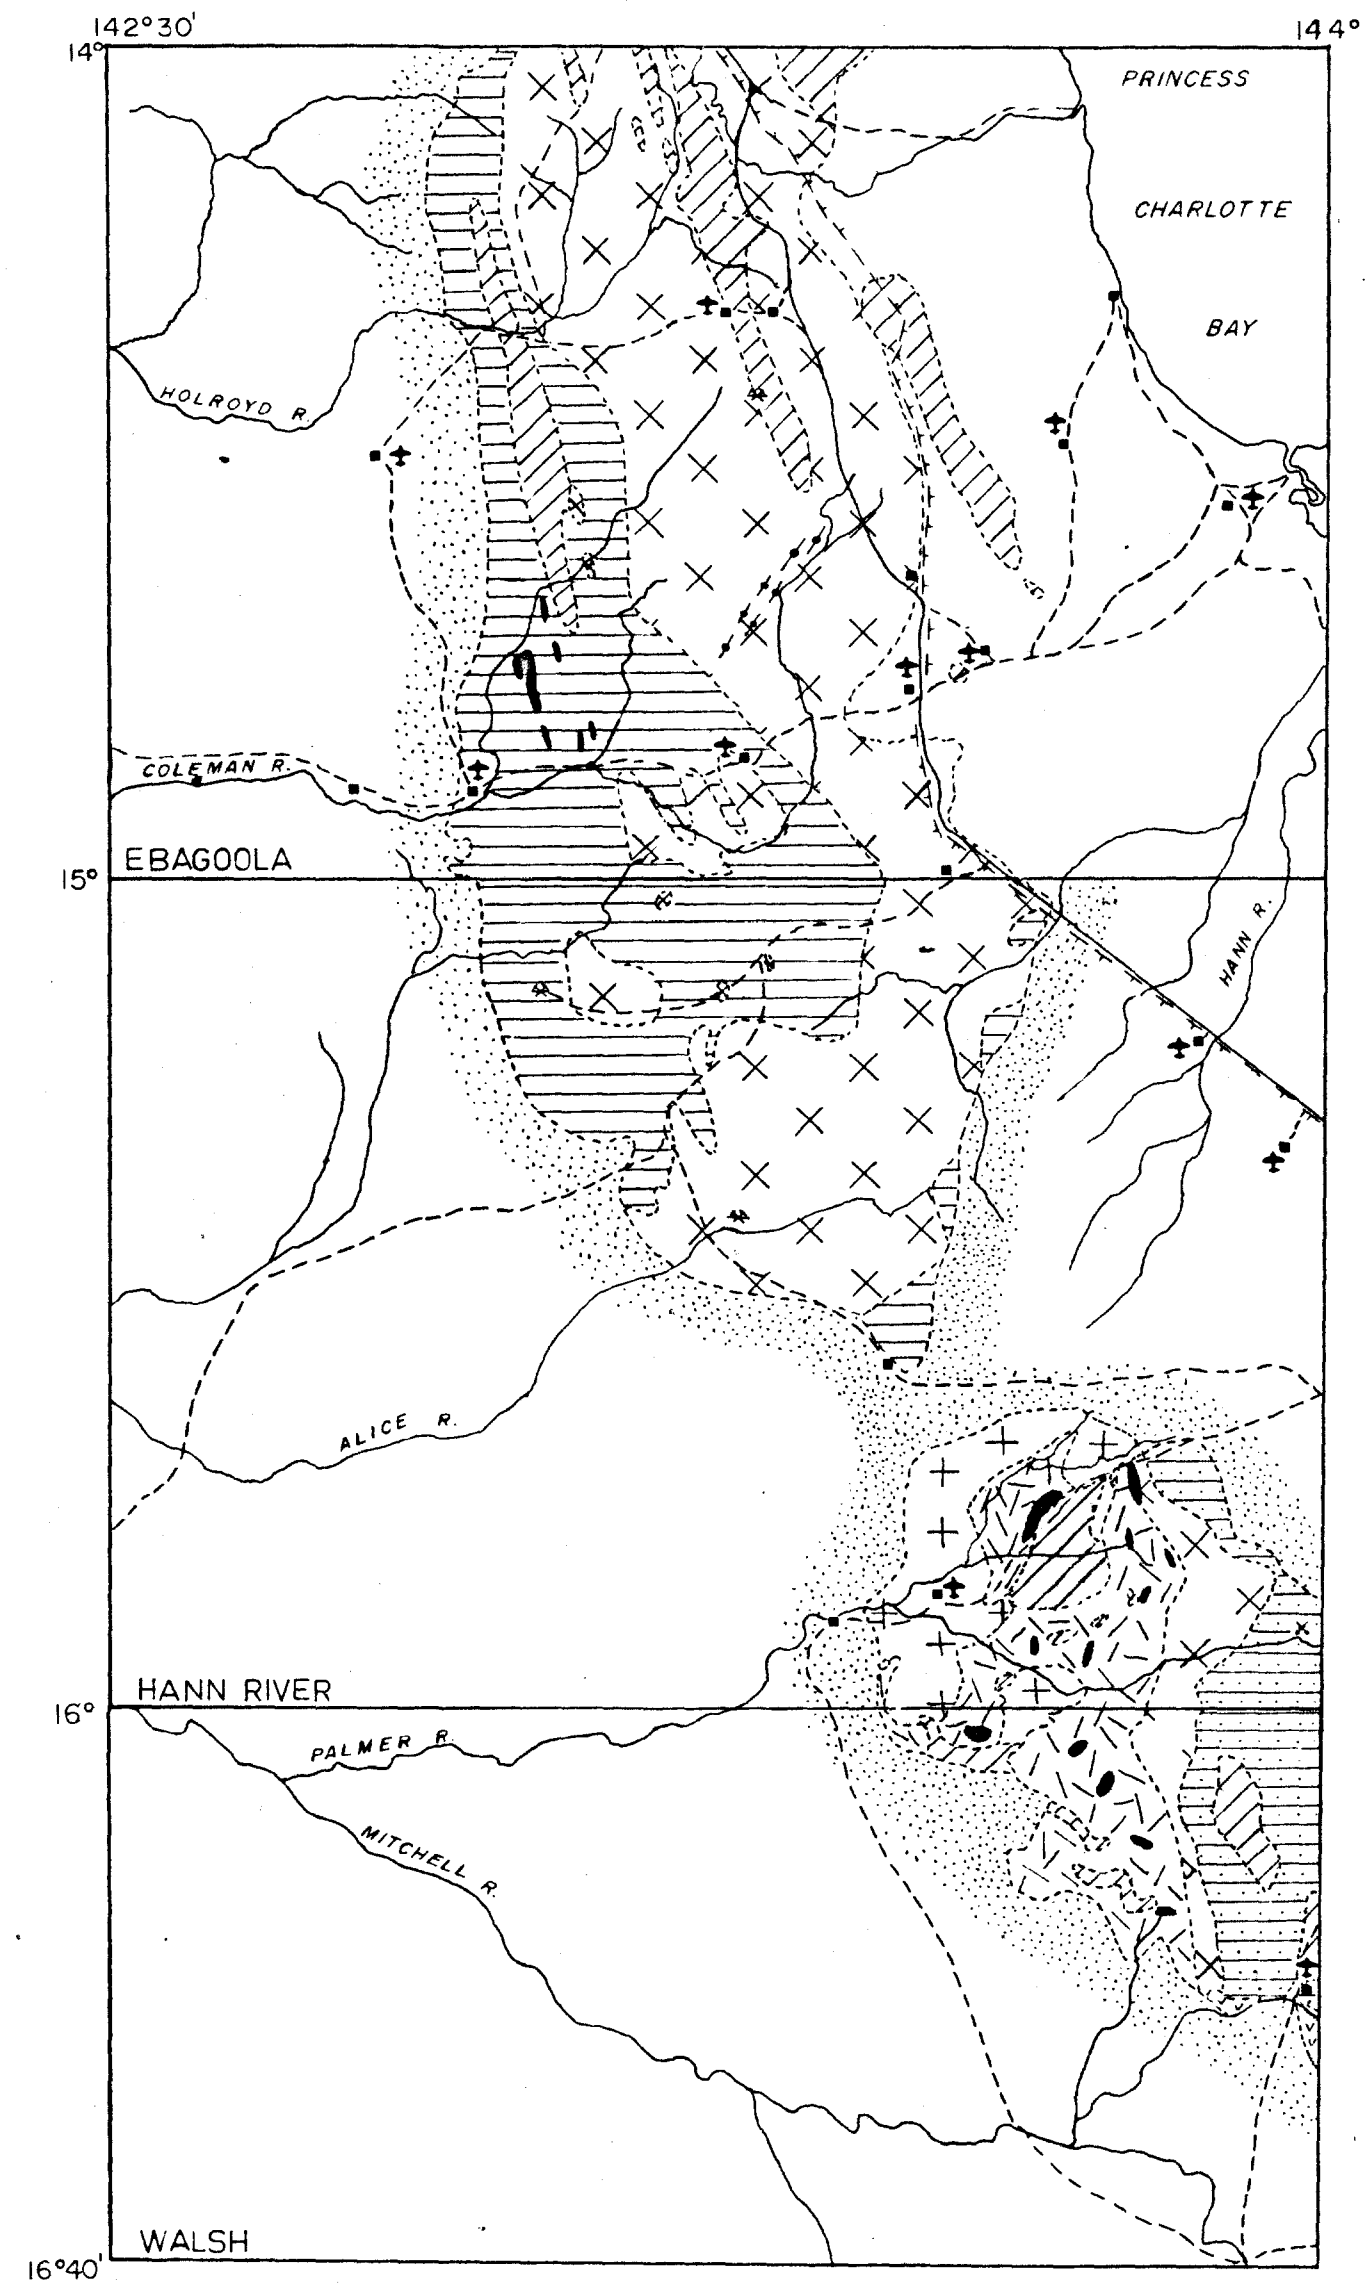 142°30'
144°
14°
PRINCESS
CHARLOTTE
BAY
HOLROYD R.
COLEMAN R.
EBAGOOLA
15°
HANN R.
ALICE R.
HANN RIVER
16°
PALMER R.
MITCHELL R.
WALSH
16°40'